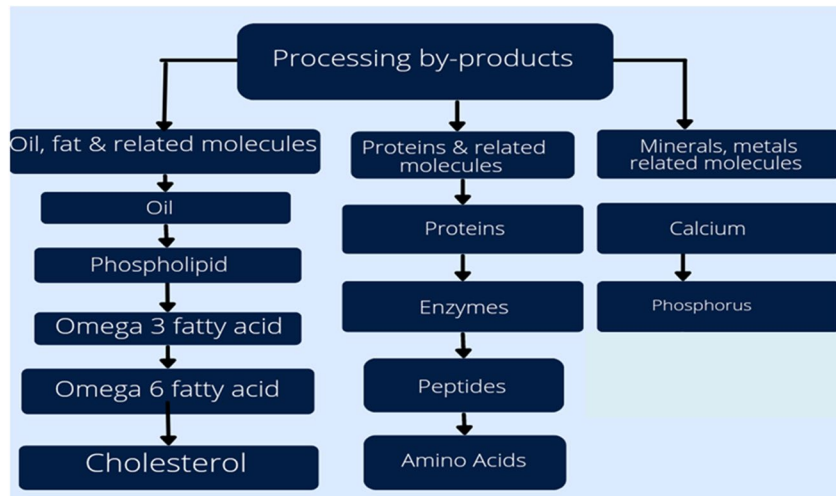 Processing by-products
Oil, fat & related molecules
Oil
Phospholipid
Omega 3 fatty acid
Omega 6 fatty acid
Cholesterol
Proteins & related
molecules
Proteins
Enzymes
Peptides
Amino Acids
Minerals, metals
related molecules
Calcium
Phosphorus